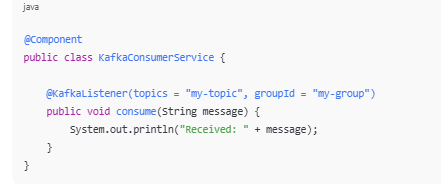 java
@Component
public class KafkaConsumerService {
@KafkaListener(topics = "my-topic", groupId = "my-group")
public void consume(String message) {
System.out.println("Received: " + message);
}
}